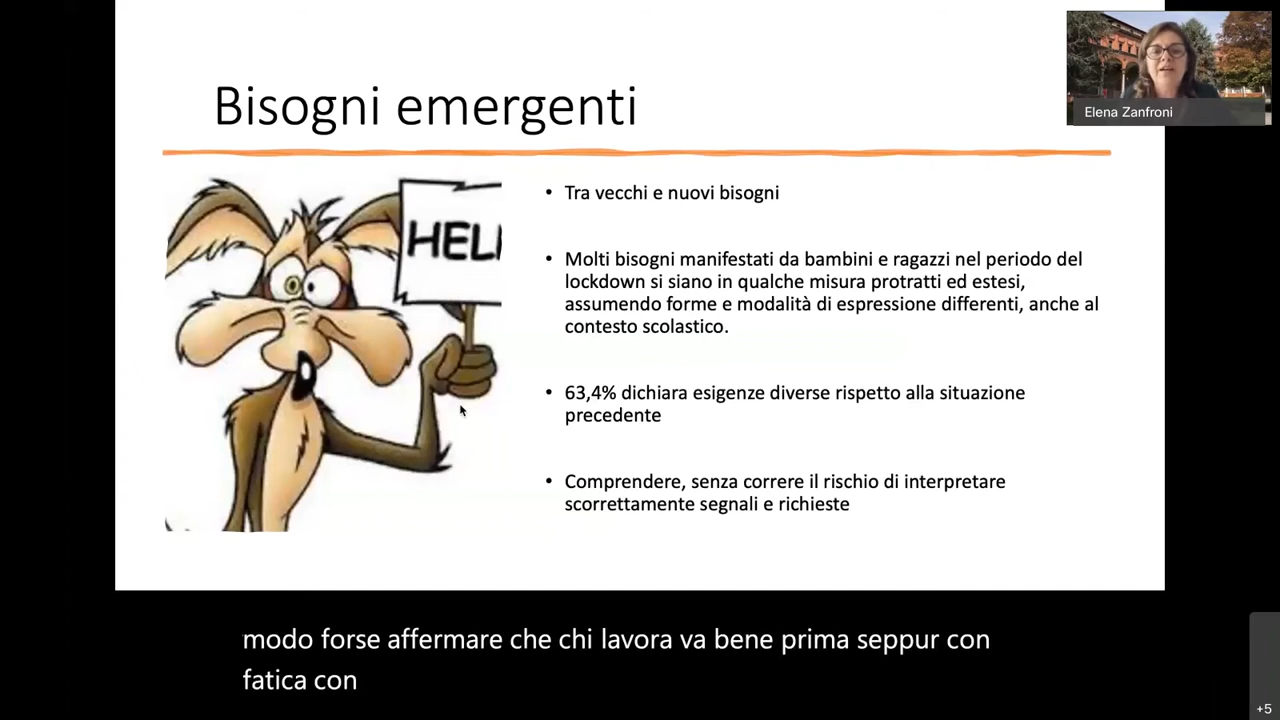 Bisogni emergenti
Elena Zanfroni
HEL
• Tra vecchi e nuovi bisogni
• Molti bisogni manifestati da bambini e ragazzi nel periodo del
lockdown si siano in qualche misura protratti ed estesi,
assumendo forme e modalità di espressione differenti, anche al
contesto scolastico.
• 63,4% dichiara esigenze diverse rispetto alla situazione
precedente
• Comprendere, senza correre il rischio di interpretare
scorrettamente segnali e richieste
modo forse affermare che chi lavora va bene prima seppur con
fatica con
+5